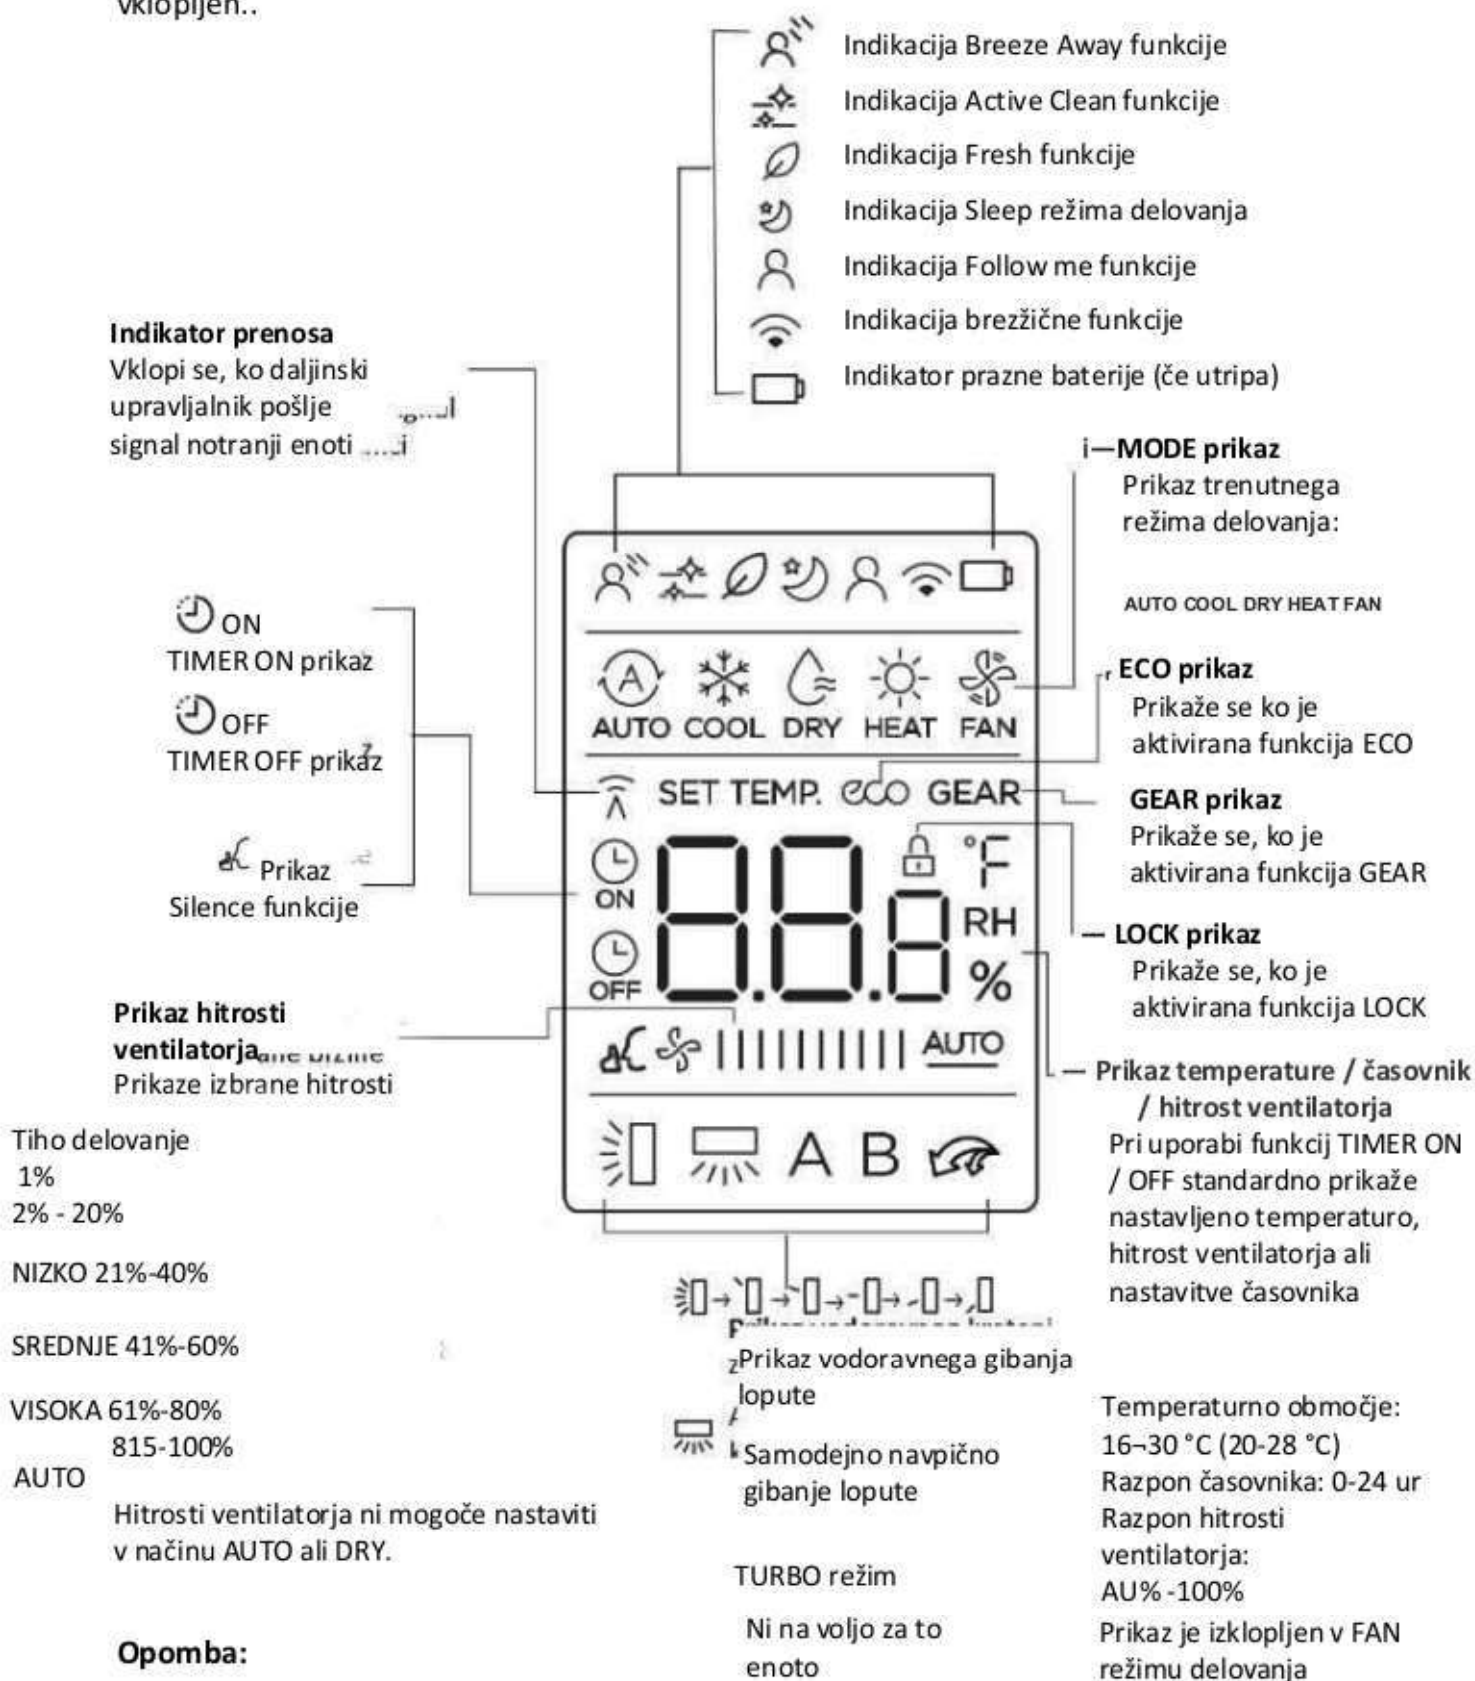 vklopljen..
Indikacija Breeze Away funkcije
Indikacija Active Clean funkcije
Indikacija Fresh funkcije
Indikacija Sleep režima delovanja
Indikacija Follow me funkcije
Indikacija brezžične funkcije
Indikator prazne baterije (če utripa)
Indikator prenosa
Vklopi se, ko daljinski
upravljalnik pošlje
signal notranji enoti
i—MODE prikaz
Prikaz trenutnega
režima delovanja:
AUTO COOL DRY HEAT FAN
ON
TIMER ON prikaz
OFF
TIMER OFF prikaz
Prikaz
Silence funkcije
AUTO COOL DRY HEAT FAN
SET TEMP. eco GEAR
ON
OFF
88.8
°F
RH
%
AUTO
A B
r ECO prikaz
Prikaže se ko je
aktivirana funkcija ECO
GEAR prikaz
Prikaže se, ko je
aktivirana funkcija GEAR
— LOCK prikaz
Prikaže se, ko je
aktivirana funkcija LOCK
— Prikaz temperature / časovnik
/ hitrost ventilatorja
Pri uporabi funkcij TIMER ON
/ OFF standardno prikaže
nastavljeno temperaturo,
hitrost ventilatorja ali
nastavitve časovnika
Prikaz hitrosti
ventilatorja
Prikaze izbrane hitrosti
Tiho delovanje
1%
2% - 20%
NIZKO 21%-40%
SREDNJE 41%-60%
VISOKA 61%-80%
815-100%
AUTO
Hitrosti ventilatorja ni mogoče nastaviti
v načinu AUTO ali DRY.
Opomba:
Prikaz vodoravnega gibanja
lopute
Samodejno navpično
gibanje lopute
TURBO režim
Ni na voljo za to
enoto
Temperaturno območje:
16¬30 °C (20-28 °C)
Razpon časovnika: 0-24 ur
Razpon hitrosti
ventilatorja:
AU% -100%
Prikaz je izklopljen v FAN
režimu delovanja